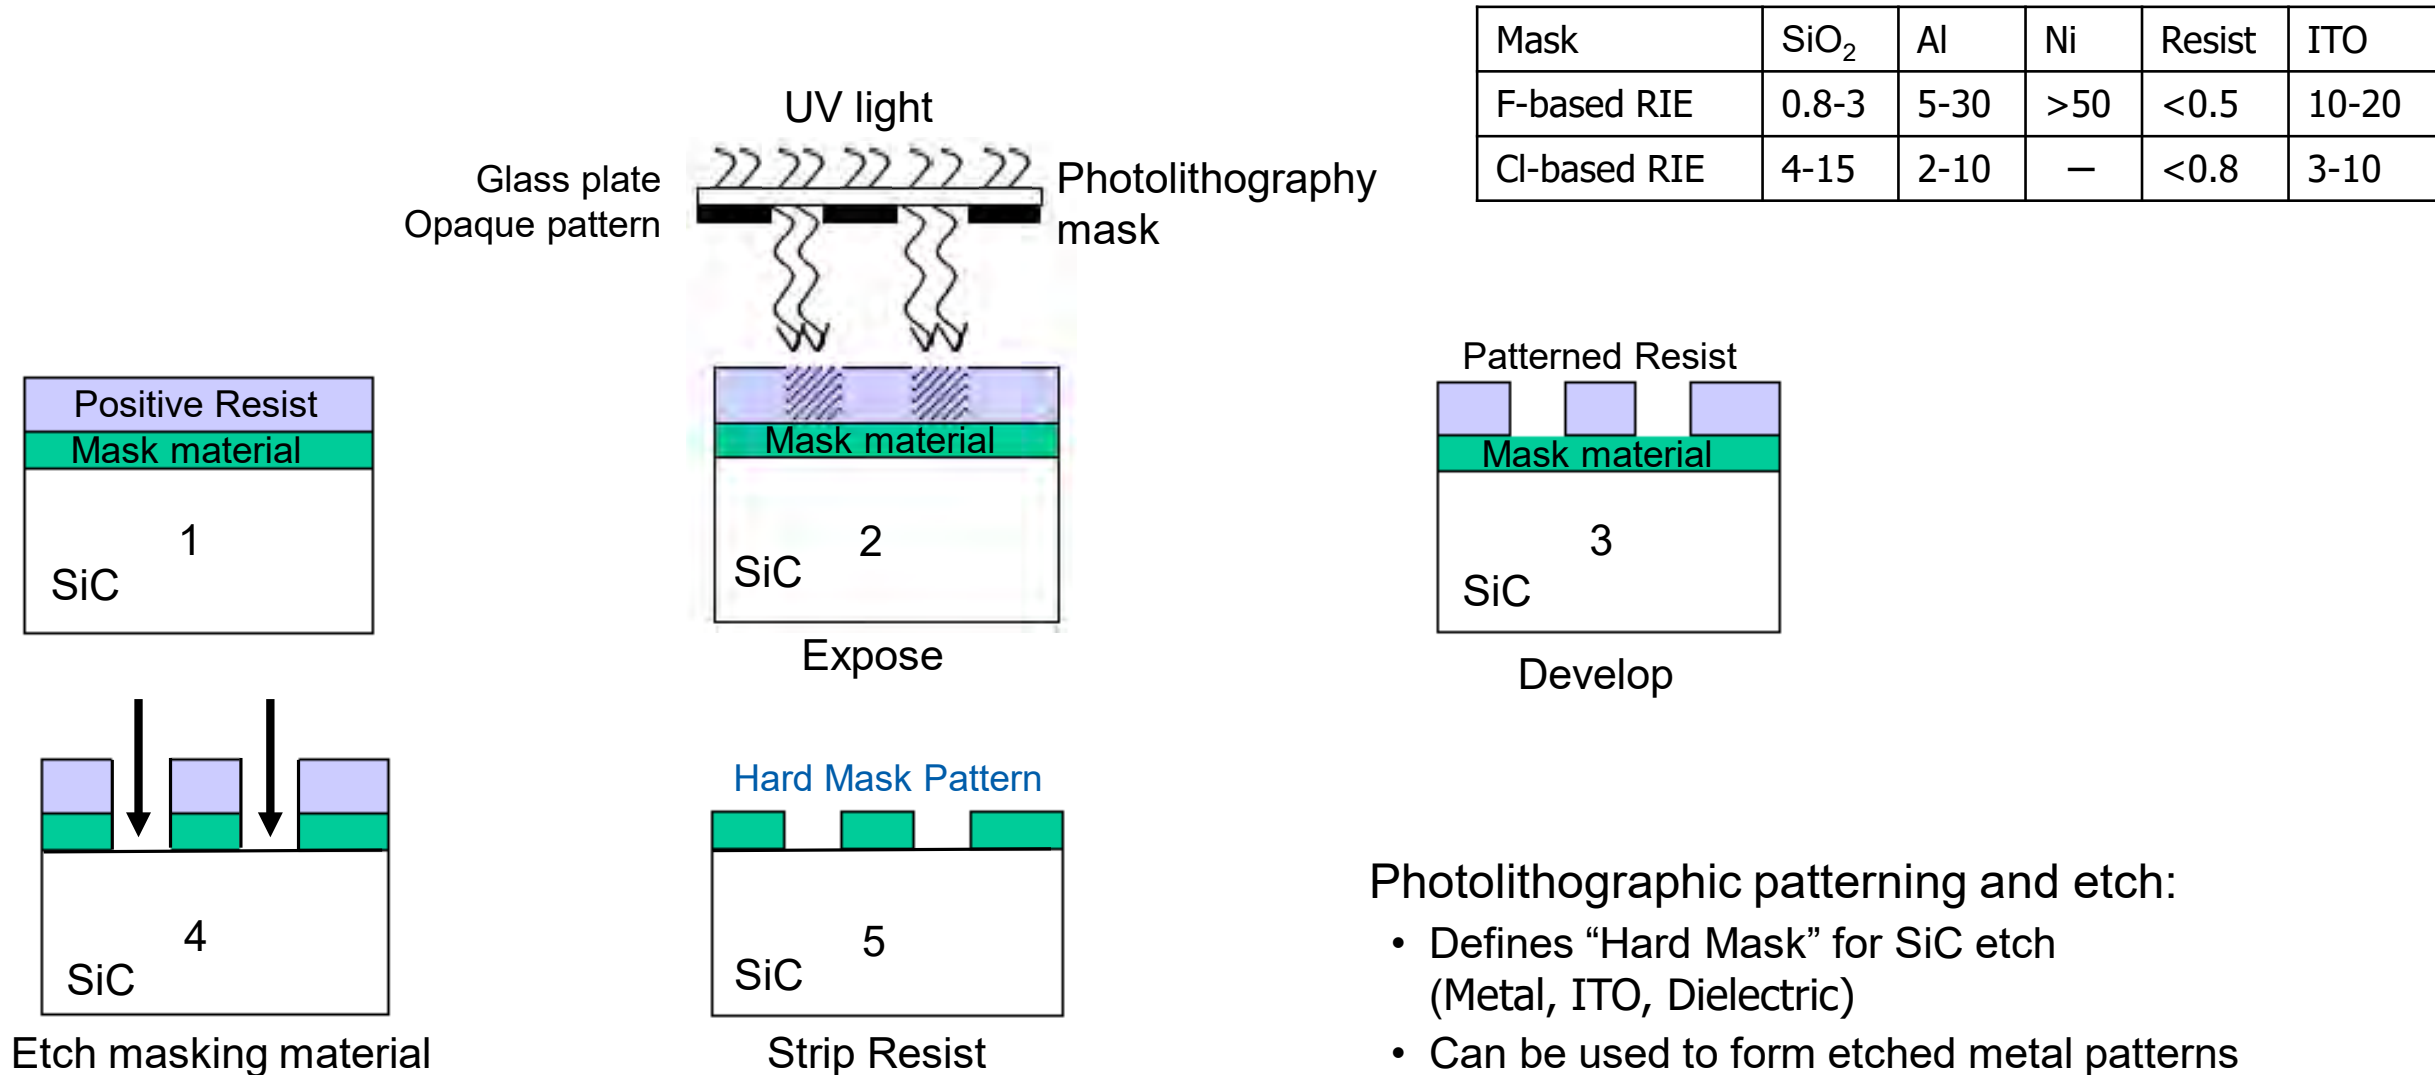 Mask SiO2 Al Ni Resist ITO
F-based RIE 0.8-3 5-30 >50 <0.5 10-20
Cl-based RIE 4-15 2-10 – <0.8 3-10
UV light
Glass plate
Opaque pattern
Photolithography
mask
Positive Resist
Mask material
1
SiC
Mask material
2
SiC
Expose
Patterned Resist
Mask material
3
SiC
Develop
4
SiC
Etch masking material
Hard Mask Pattern
5
SiC
Strip Resist
Photolithographic patterning and etch:
• Defines “Hard Mask” for SiC etch
(Metal, ITO, Dielectric)
• Can be used to form etched metal patterns